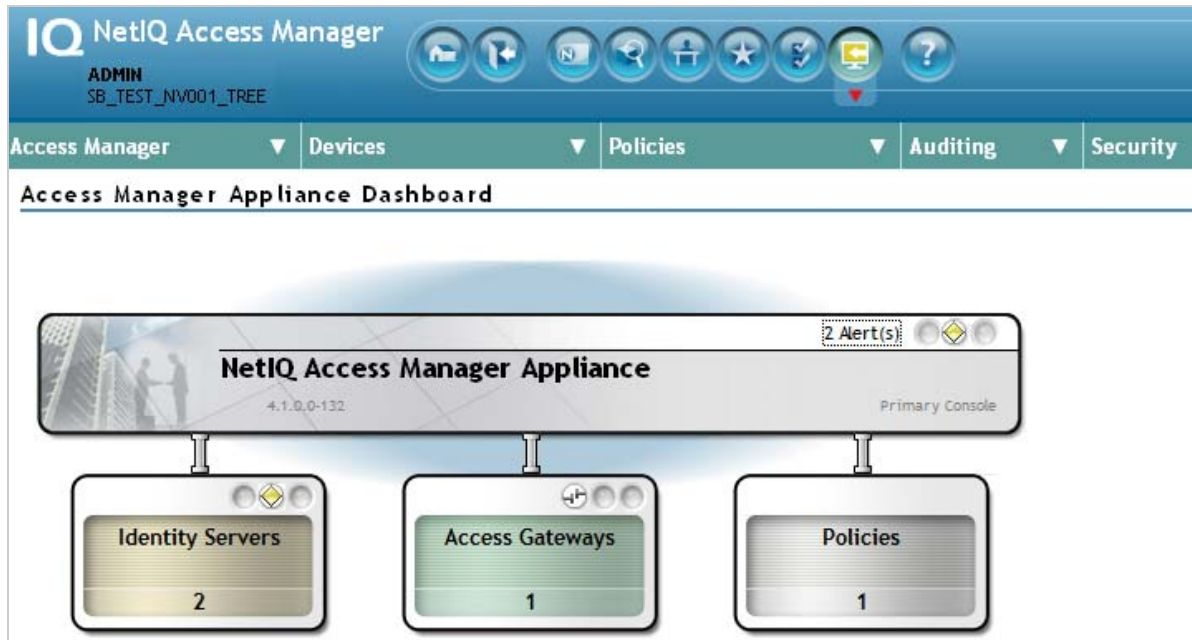 IQ NetIQ Access Manager
ADMIN
SB_TEST_NV001_TREE
N
?
Access Manager Devices Policies Auditing Security
Access Manager Appliance Dashboard
2 Alert(s)
NetIQ Access Manager Appliance
4.1.0.0-132 Primary Console
Identity Servers Access Gateways Policies
2 1 1